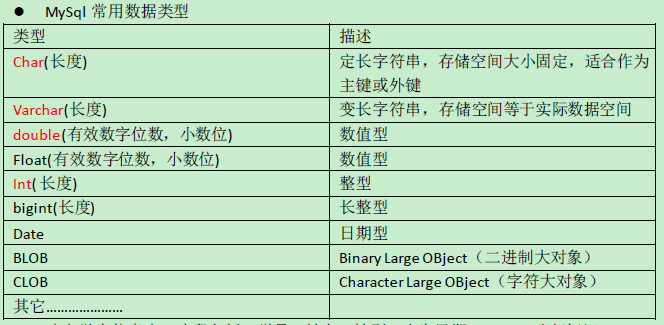 ● MySql 常用数据类型
类型 描述
Char(长度) 定长字符串，存储空间大小固定，适合作为
主键或外键
Varchar(长度) 变长字符串，存储空间等于实际数据空间
double(有效数字位数，小数位) 数值型
Float(有效数字位数，小数位) 数值型
Int( 长度) 整型
bigint(长度) 长整型
Date 日期型
BLOB Binary Large OBject（二进制大对象）
CLOB Character Large OBject（字符大对象）
其它…………………